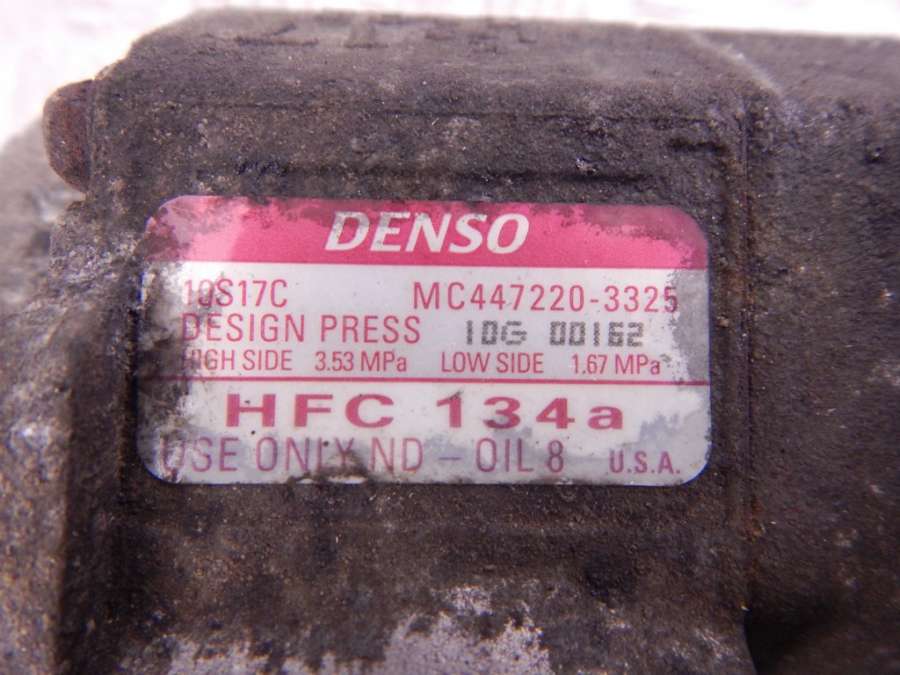 DENSO
10S17C MC447220-3325
DESIGN PRESS 10G 00162
HIGH SIDE 3.53 MPa LOW SIDE 1.67 MPa
HFC 134a
USE ONLY ND - OIL 8 U.S.A.